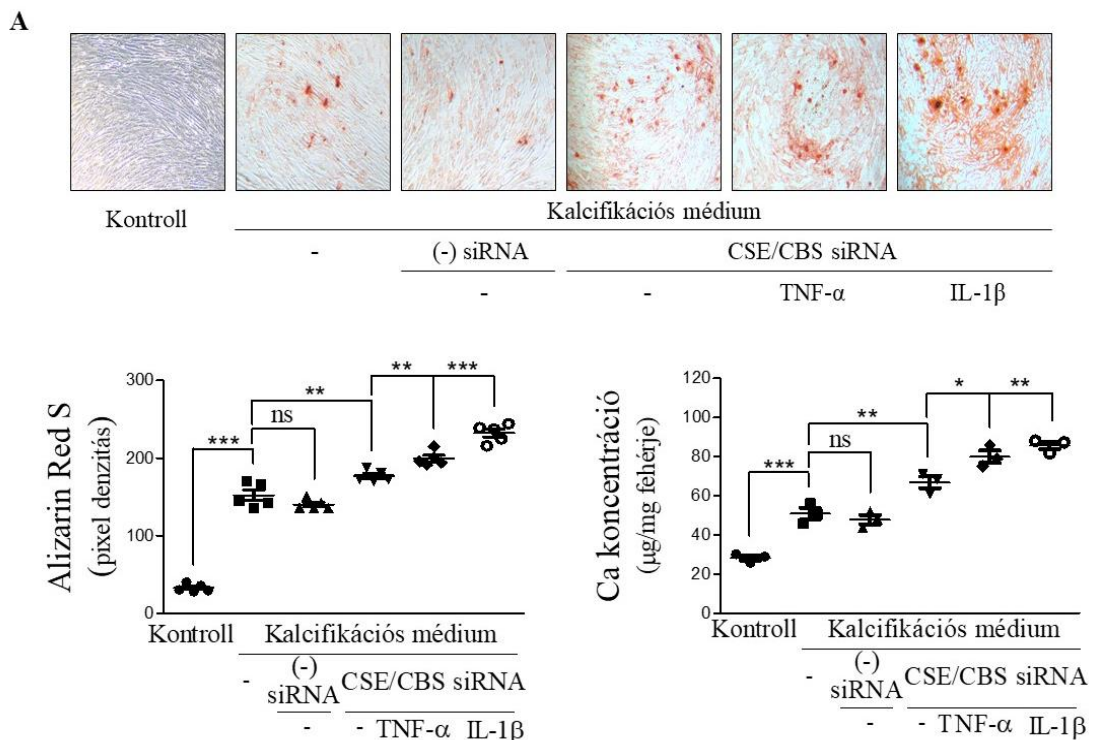 A
Kontroll
Kalcifikációs médium
- (-) siRNA CSE/CBS siRNA
- - TNF-α IL-1β
Alizarin Red S
(pixel denzitás)
300
200
100
0
***
ns
**
** ***
Kontroll Kalcifikációs médium
- (-) siRNA CSE/CBS siRNA
- - TNF-α IL-1β
Ca koncentráció
(µg/mg fehérje)
120
100
80
60
40
20
0
***
ns
**
* **
Kontroll Kalcifikációs médium
- (-) siRNA CSE/CBS siRNA
- - TNF-α IL-1β